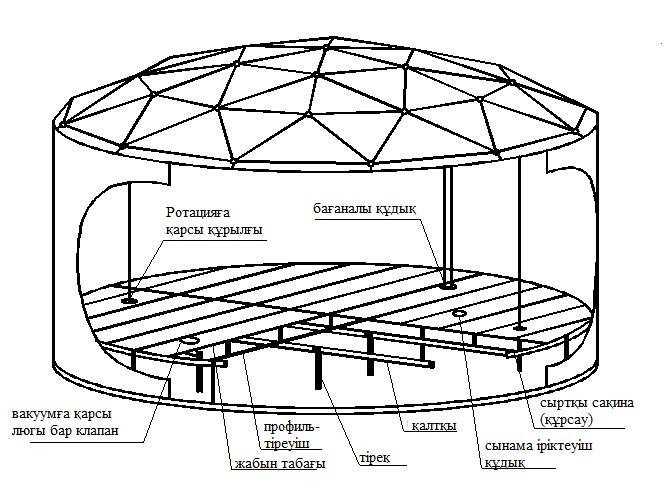 Ротацияға
қарсы құрылғы
бағаналы құдық
вакуумға қарсы
люгы бар клапан
профиль-
тіреуіш
жабын табағы
тірек
қалтқы
сынама іріктеуіш
құдық
сыртқы сақина
(құрсау)